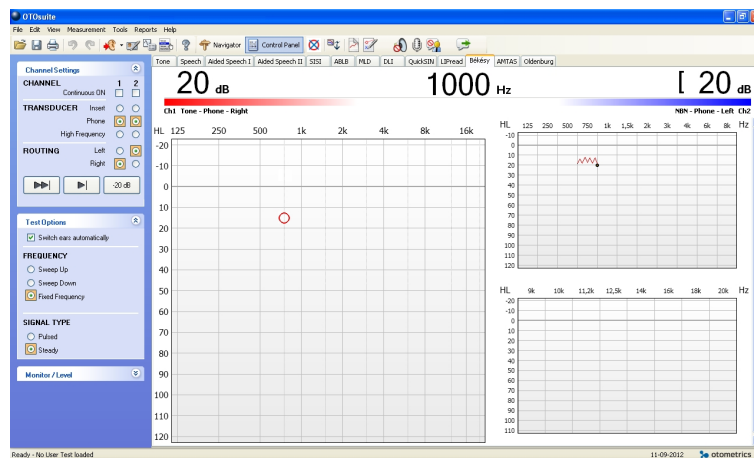 OTOsuite
File Edit View Measurement Tools Reports Help
Navigator Control Panel
Tone Speech Aided Speech I Aided Speech II SISI ABLB MLD DLI QuickSIN LIPread Békésy AMTAS Oldenburg
Channel Settings
CHANNEL 1 2
Continuous ON
TRANSDUCER Insert
Phone
High Frequency
ROUTING Left
Right
-20 dB
Test Options
Switch ears automatically
FREQUENCY
Sweep Up
Sweep Down
Fixed Frequency
SIGNAL TYPE
Pulsed
Steady
Monitor / Level
20 dB 1000 Hz [ 20 dB
Ch1 Tone - Phone - Right NBN - Phone - Left Ch2
HL 125 250 500 1k 2k 4k 8k 16k
-20
-10
0
10
20
30
40
50
60
70
80
90
100
110
120
HL 125 250 500 750 1k 1,5k 2k 3k 4k 6k 8k Hz
-10
0
10
20
30
40
50
60
70
80
90
100
110
120
HL 9k 10k 11,2k 12,5k 14k 16k 18k 20k Hz
-20
-10
0
10
20
30
40
50
60
70
80
90
100
110
Ready - No User Test loaded 11-09-2012 otometrics